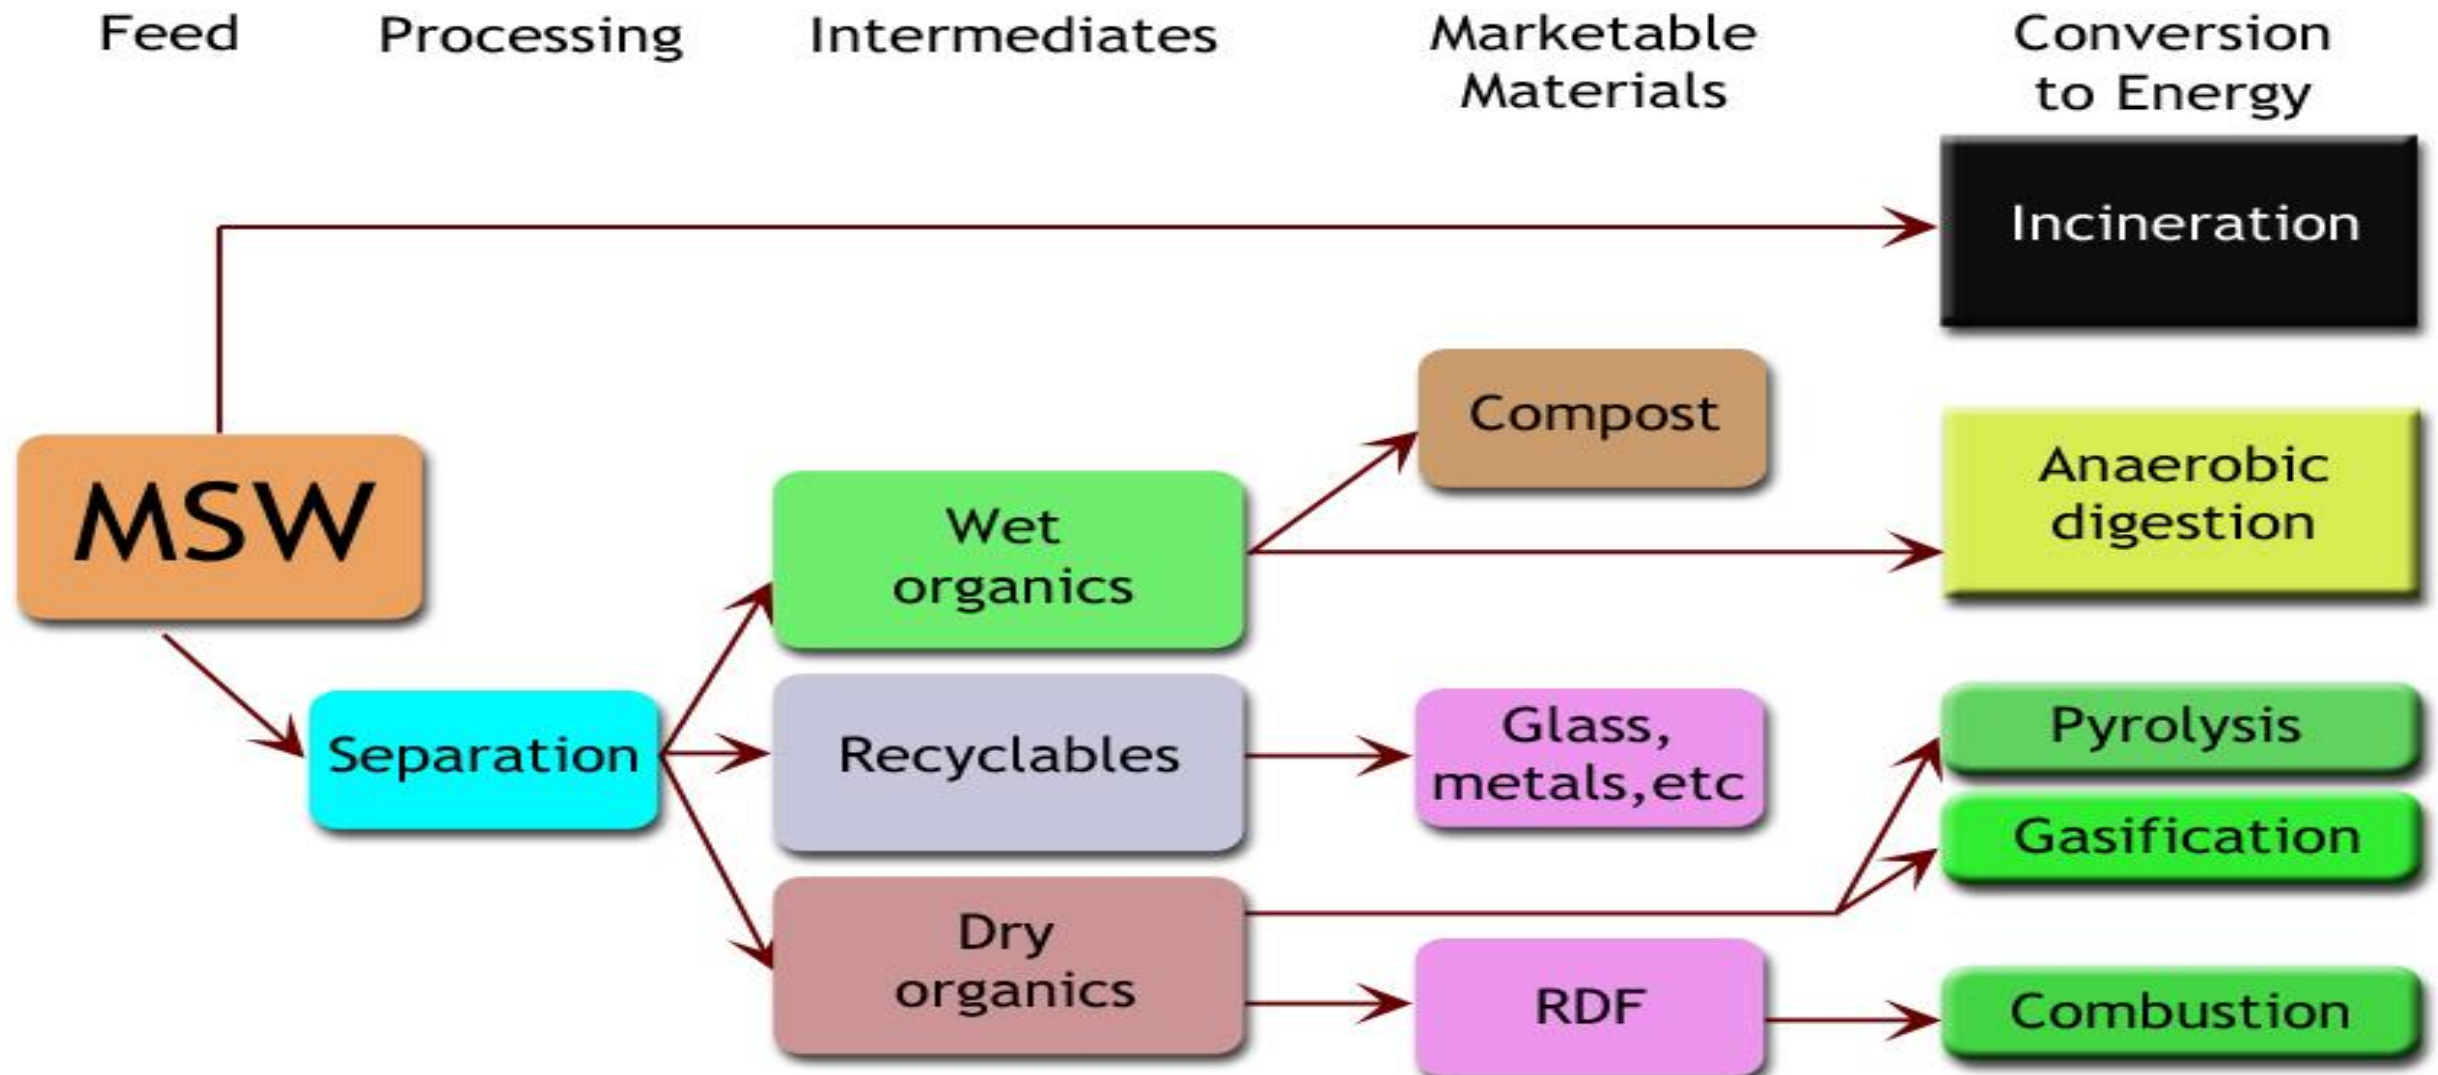 Feed
Processing
Intermediates
Marketable
Materials
Conversion
to Energy
Incineration
Compost
MSW
Wet
organics
Anaerobic
digestion
Separation
Recyclables
Glass,
metals,etc
Pyrolysis
Gasification
Dry
organics
RDF
Combustion